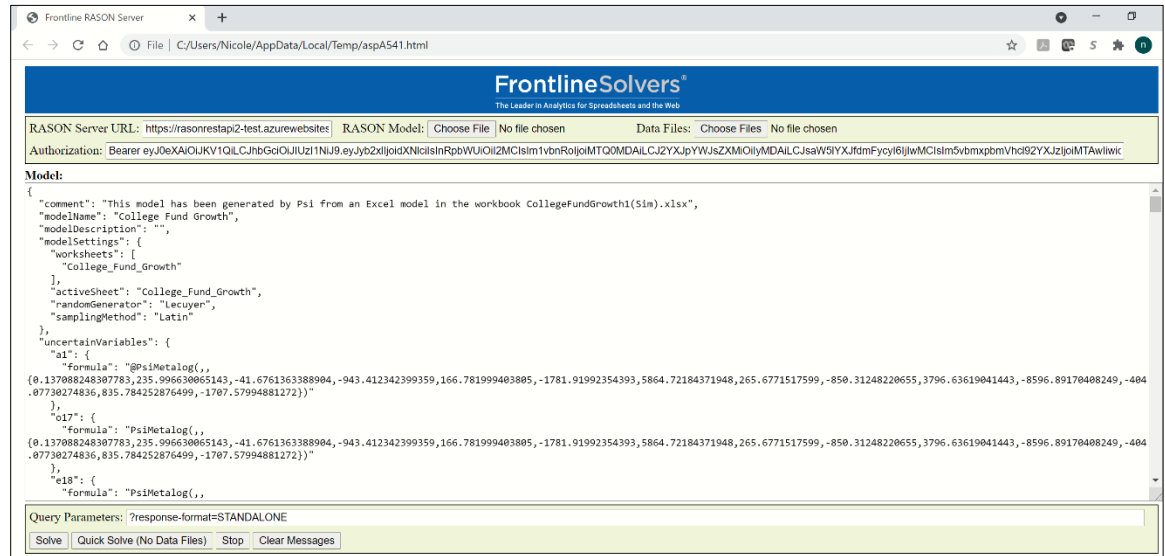 Frontline RASON Server
File | C:/Users/Nicole/AppData/Local/Temp/aspA541.html
S
n
FrontlineSolvers®
The Leader in Analytics for Spreadsheets and the Web
RASON Server URL: https://rasonrestapi2-test.azurewebsites RASON Model: Choose File No file chosen Data Files: Choose Files No file chosen
Authorization: Bearer
Model:
{
"comment": "This model has been generated by Psi from an Excel model in the workbook CollegeFundGrowth1(Sim).xlsx",
"modelName": "College Fund Growth",
"modelDescription": "",
"modelSettings": {
"worksheets": [
"College_Fund_Growth"
],
"activeSheet": "College_Fund_Growth",
"randomGenerator": "Lecuyer",
"samplingMethod": "Latin"
},
"uncertainVariables": {
"a1": {
"formula": "@PsiMetalog(,,
{0.137088248307783,235.996630065143,-41.6761363388904,-943.412342399359,166.781999403805,-1781.91992354393,5864.72184371948,265.6771517599,-850.31248220655,3796.63619041443,-8596.89170408249,-404
.07730274836,835.784252876499,-1707.57994881272})"
},
"o17": {
"formula": "PsiMetalog(,,
{0.137088248307783,235.996630065143,-41.6761363388904,-943.412342399359,166.781999403805,-1781.91992354393,5864.72184371948,265.6771517599,-850.31248220655,3796.63619041443,-8596.89170408249,-404
.07730274836,835.784252876499,-1707.57994881272})"
},
"e18": {
"formula": "PsiMetalog(,,
Query Parameters: ?response-format=STANDALONE
Solve Quick Solve (No Data Files) Stop Clear Messages